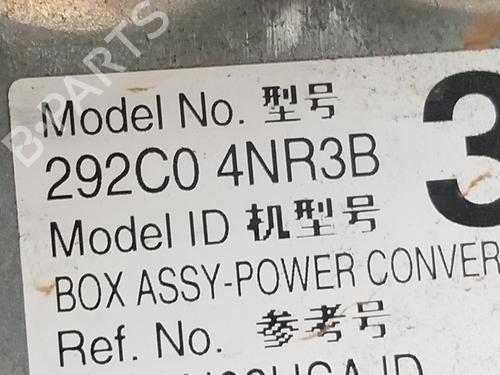 Model No. 型号
292C0 4NR3B
3
Model ID 机型号
BOX ASSY-POWER CONVER
Ref. No. 参考号
B-PARTS